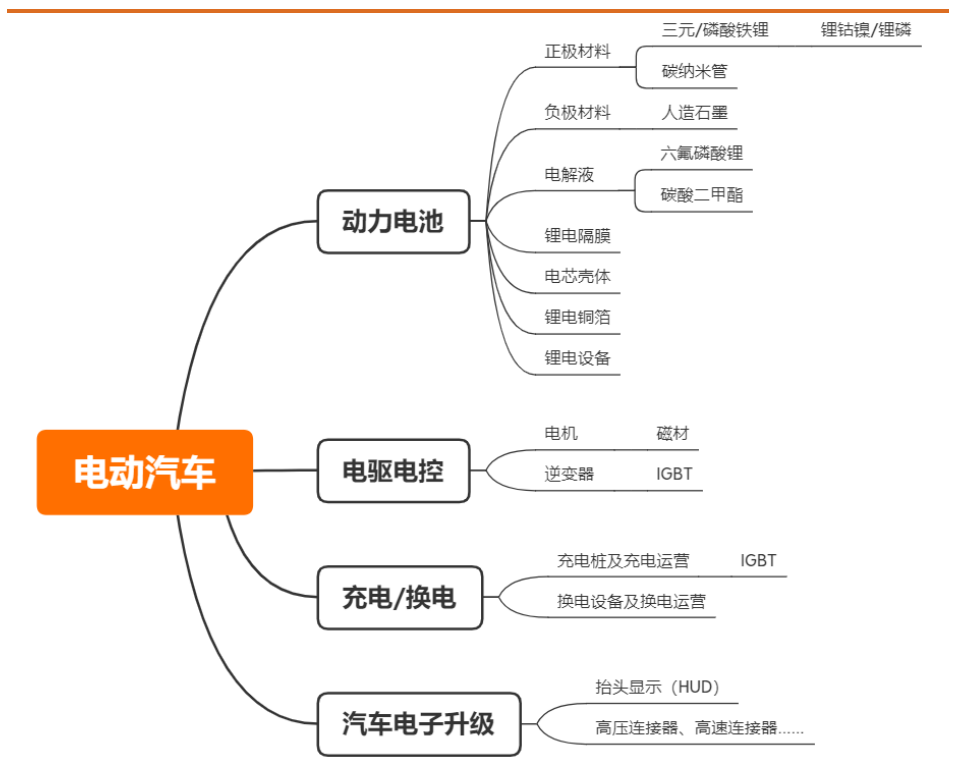 三元/磷酸铁锂 锂钴镍/锂磷
正极材料
碳纳米管
负极材料 人造石墨
六氟磷酸锂
电解液
碳酸二甲酯
动力电池
锂电隔膜
电芯壳体
锂电铜箔
锂电设备
电动汽车
电驱电控
电机 磁材
逆变器 IGBT
充电/换电
充电桩及充电运营 IGBT
换电设备及换电运营
汽车电子升级
抬头显示（HUD）
高压连接器、高速连接器......